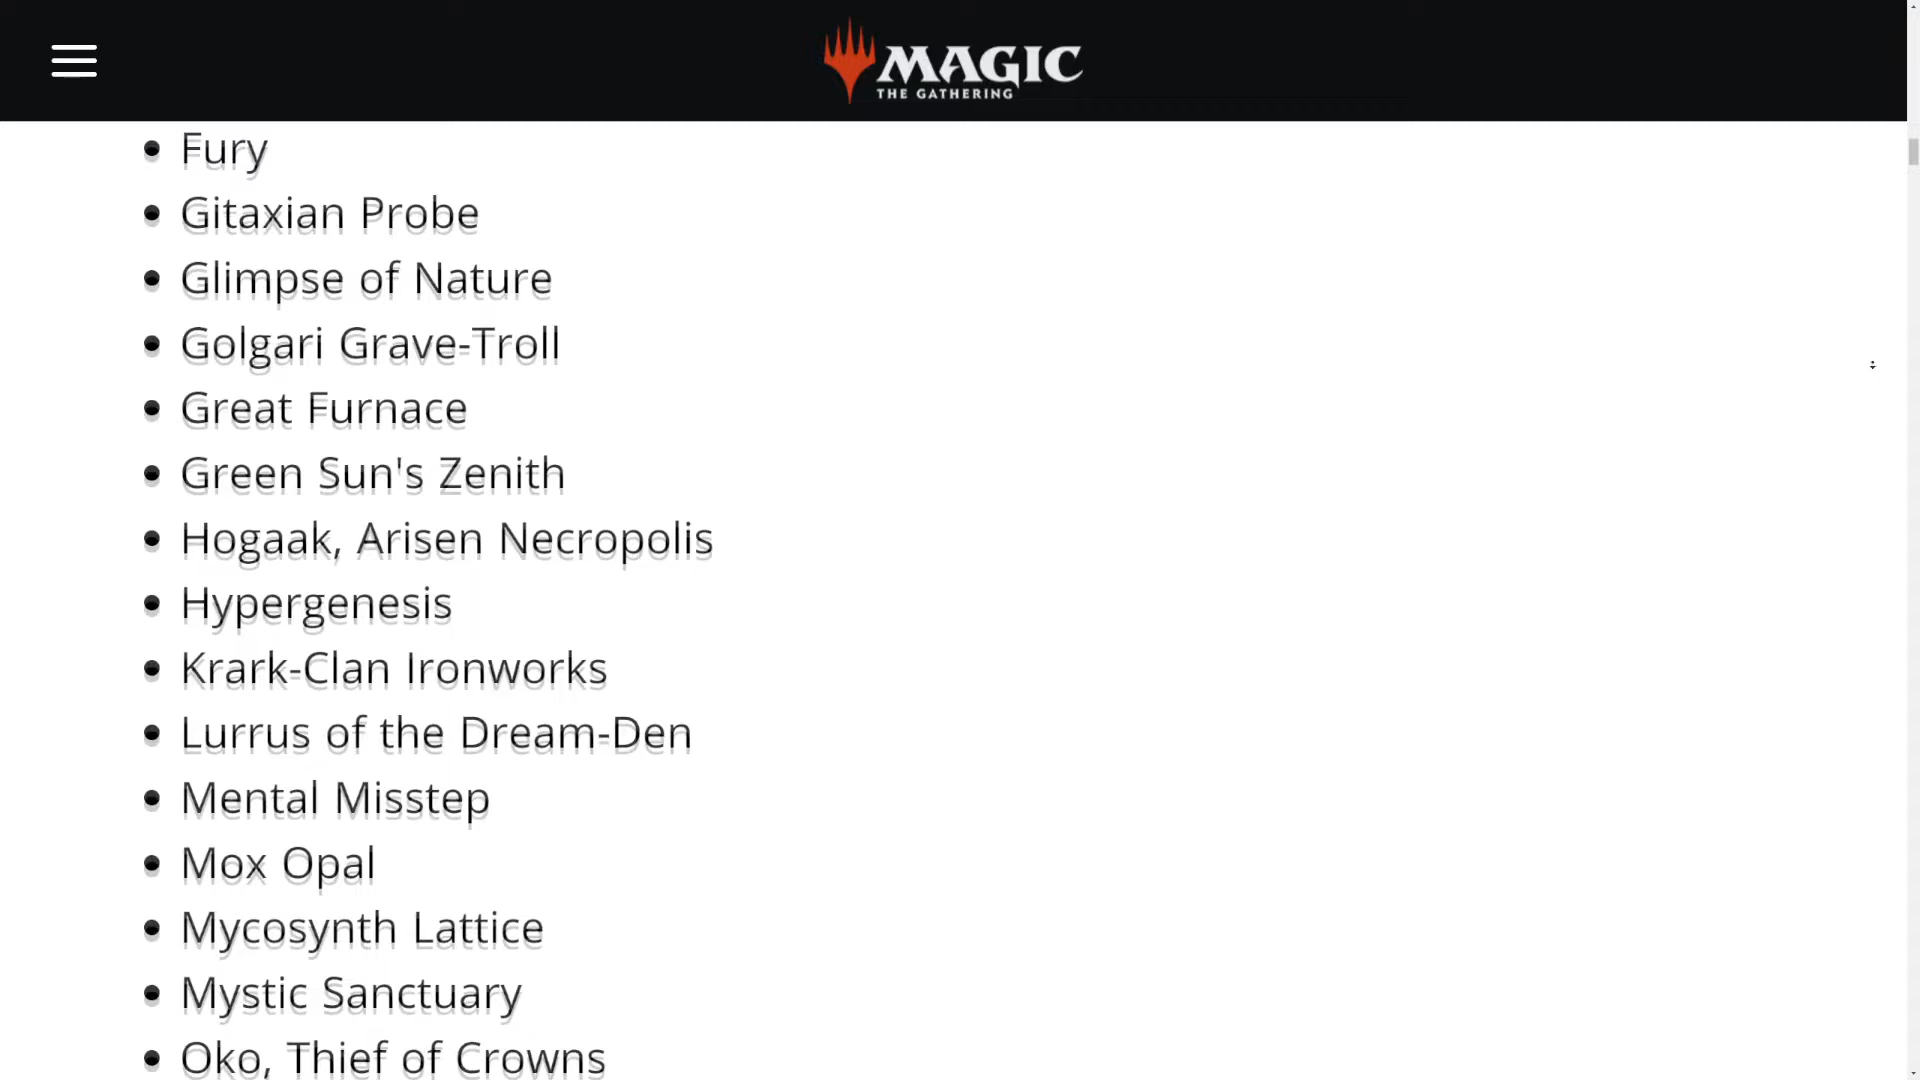 MAGIC
THE GATHERING
Fury
Gitaxian Probe
Glimpse of Nature
Golgari Grave-Troll
Great Furnace
Green Sun's Zenith
Hogaak, Arisen Necropolis
Hypergenesis
Krark-Clan Ironworks
Lurrus of the Dream-Den
Mental Misstep
Mox Opal
Mycosynth Lattice
Mystic Sanctuary
Oko, Thief of Crowns